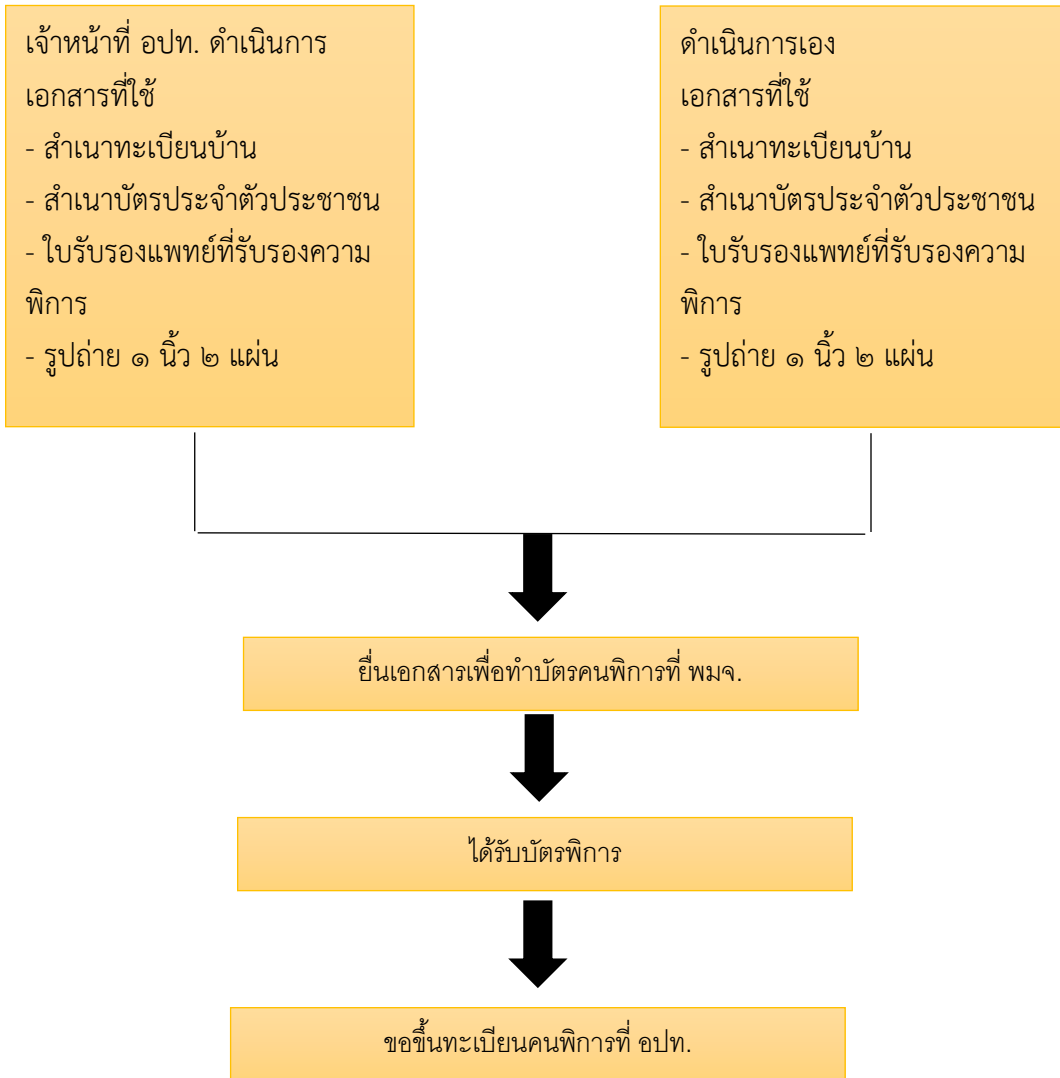 เจ้าหน้าที่ อปท. ดำเนินการ
เอกสารที่ใช้
- สำเนาทะเบียนบ้าน
- สำเนาบัตรประจำตัวประชาชน
- ใบรับรองแพทย์ที่รับรองความ
พิการ
- รูปถ่าย ๑ นิ้ว ๒ แผ่น
ดำเนินการเอง
เอกสารที่ใช้
- สำเนาทะเบียนบ้าน
- สำเนาบัตรประจำตัวประชาชน
- ใบรับรองแพทย์ที่รับรองความ
พิการ
- รูปถ่าย ๑ นิ้ว ๒ แผ่น
ยื่นเอกสารเพื่อทำบัตรคนพิการที่ พมจ.
ได้รับบัตรพิการ
ขอขึ้นทะเบียนคนพิการที่ อปท.